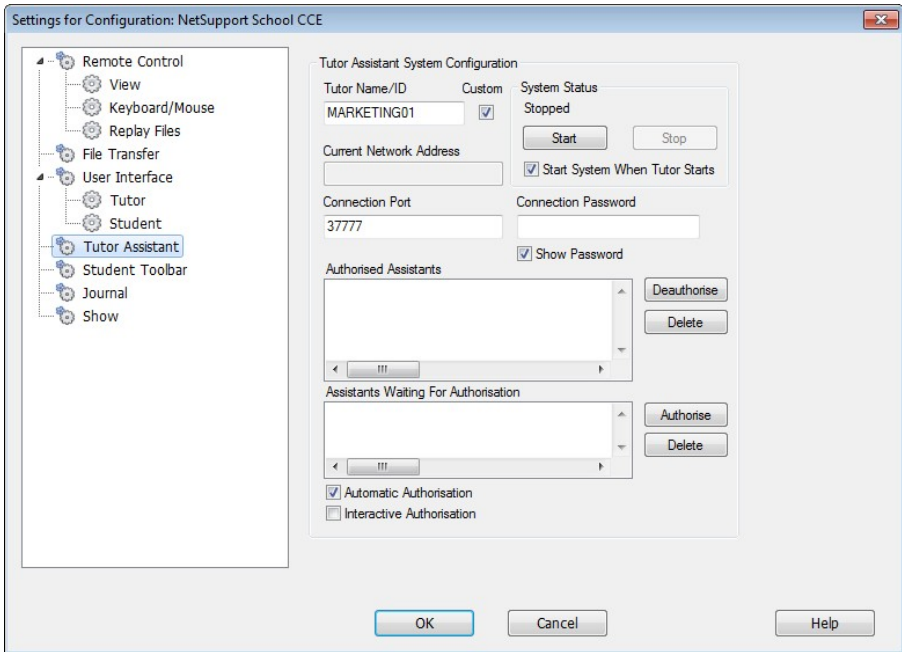 Settings for Configuration: NetSupport School CCE
Remote Control
View
Keyboard/Mouse
Replay Files
File Transfer
User Interface
Tutor
Student
Tutor Assistant
Student Toolbar
Journal
Show
Tutor Assistant System Configuration
Tutor Name/ID
Custom
MARKETING01
System Status
Stopped
Start
Stop
Start System When Tutor Starts
Current Network Address
Connection Port
37777
Connection Password
Show Password
Authorised Assistants
Deauthorise
Delete
Assistants Waiting For Authorisation
Authorise
Delete
Automatic Authorisation
Interactive Authorisation
OK
Cancel
Help